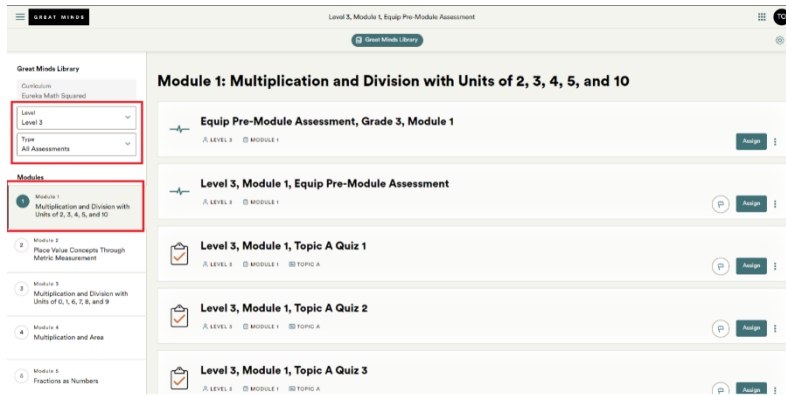 GREAT MINDS
Level 3, Module 1, Equip Pre-Module Assessment
TO
Great Minds Library
Great Minds Library
Curriculum
Eureka Math Squared
Level
Level 3
Type
All Assessments
Modules
1
Module 1
Multiplication and Division with
Units of 2, 3, 4, 5, and 10
2
Module 2
Place Value Concepts Through
Metric Measurement
3
Module 3
Multiplication and Division with
Units of 0, 1, 6, 7, 8, and 9
4
Module 4
Multiplication and Area
5
Module 5
Fractions as Numbers
Module 1: Multiplication and Division with Units of 2, 3, 4, 5, and 10
Equip Pre-Module Assessment, Grade 3, Module 1
LEVEL 3 MODULE 1
Assign
Level 3, Module 1, Equip Pre-Module Assessment
LEVEL 3 MODULE 1
Assign
Level 3, Module 1, Topic A Quiz 1
LEVEL 3 MODULE 1 TOPIC A
Assign
Level 3, Module 1, Topic A Quiz 2
LEVEL 3 MODULE 1 TOPIC A
Assign
Level 3, Module 1, Topic A Quiz 3
LEVEL 3 MODULE 1 TOPIC A
Assign